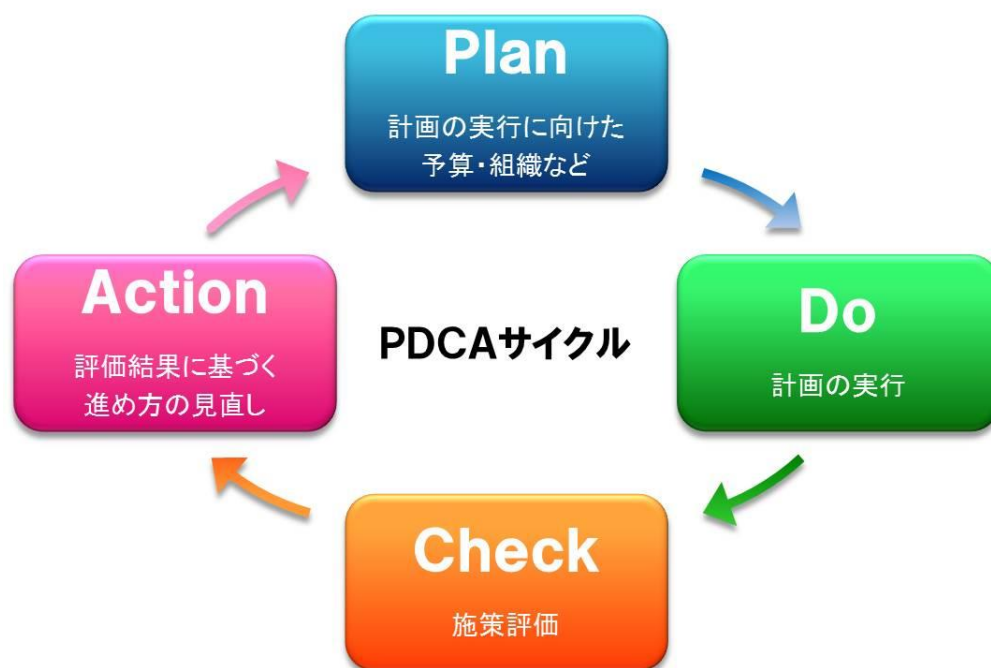 Plan
計画の実行に向けた
予算・組織など
Action
評価結果に基づく
進め方の見直し
PDCAサイクル
Do
計画の実行
Check
施策評価